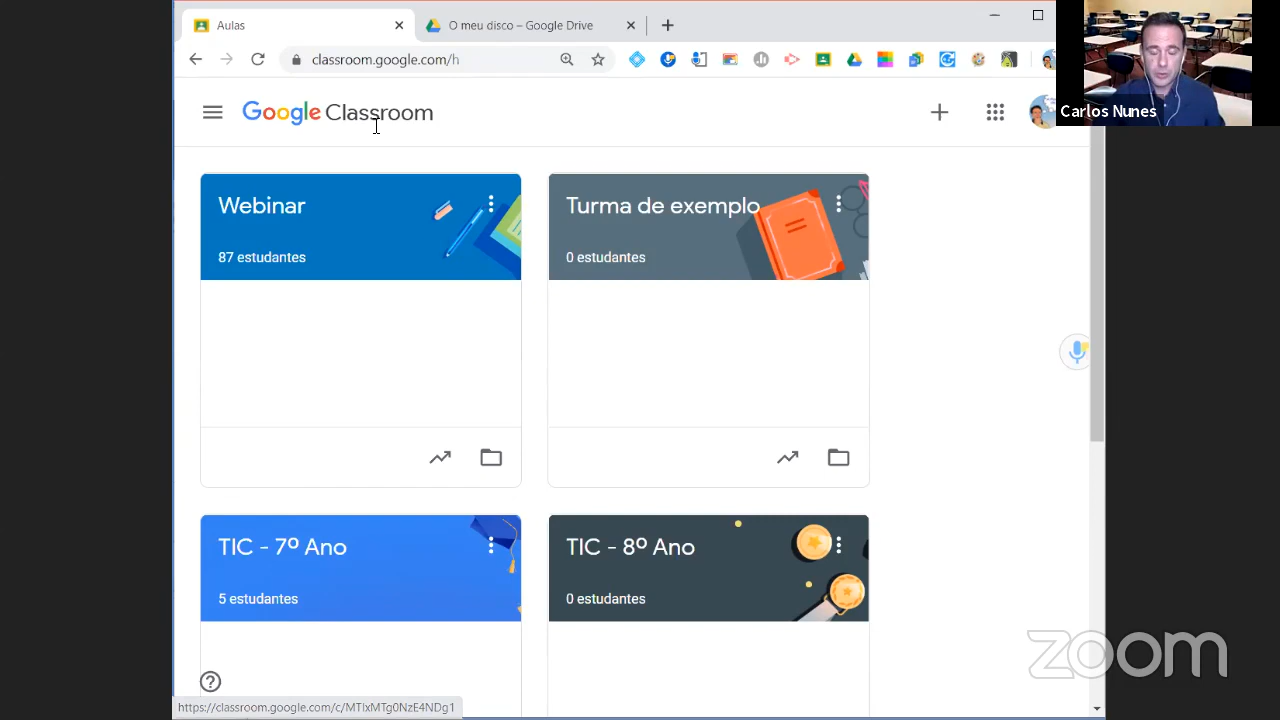 Aulas
O meu disco – Google Drive
classroom.google.com/h
Google Classroom
Carlos Nunes
Webinar
87 estudantes
Turma de exemplo
0 estudantes
TIC - 7º Ano
5 estudantes
TIC - 8º Ano
0 estudantes
zoom
https://classroom.google.com/c/MTIxMTg0NzE4NDg1